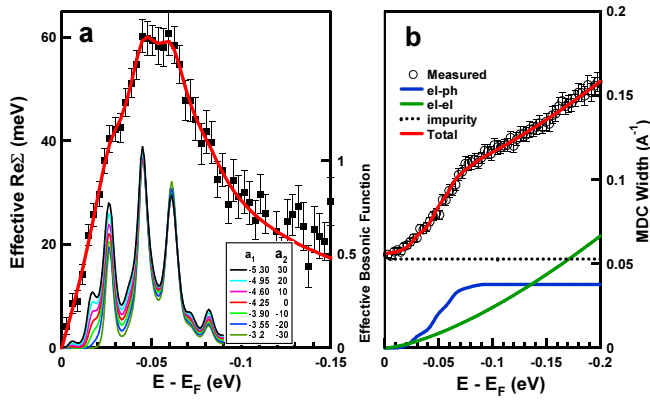 a
60
40
20
0
Effective ReΣ (meV)
1
0.5
0
Effective Bosonic Function
a₁ a₂
-5.30 30
-4.95 20
-4.60 10
-4.25 0
-3.90 -10
-3.55 -20
-3.2 -30
0 -0.05 -0.1 -0.15
E - E_F (eV)
b
Measured
el-ph
el-el
impurity
Total
0.2
0.15
0.1
0.05
0
MDC Width (A⁻¹)
0 -0.05 -0.1 -0.15 -0.2
E - E_F (eV)